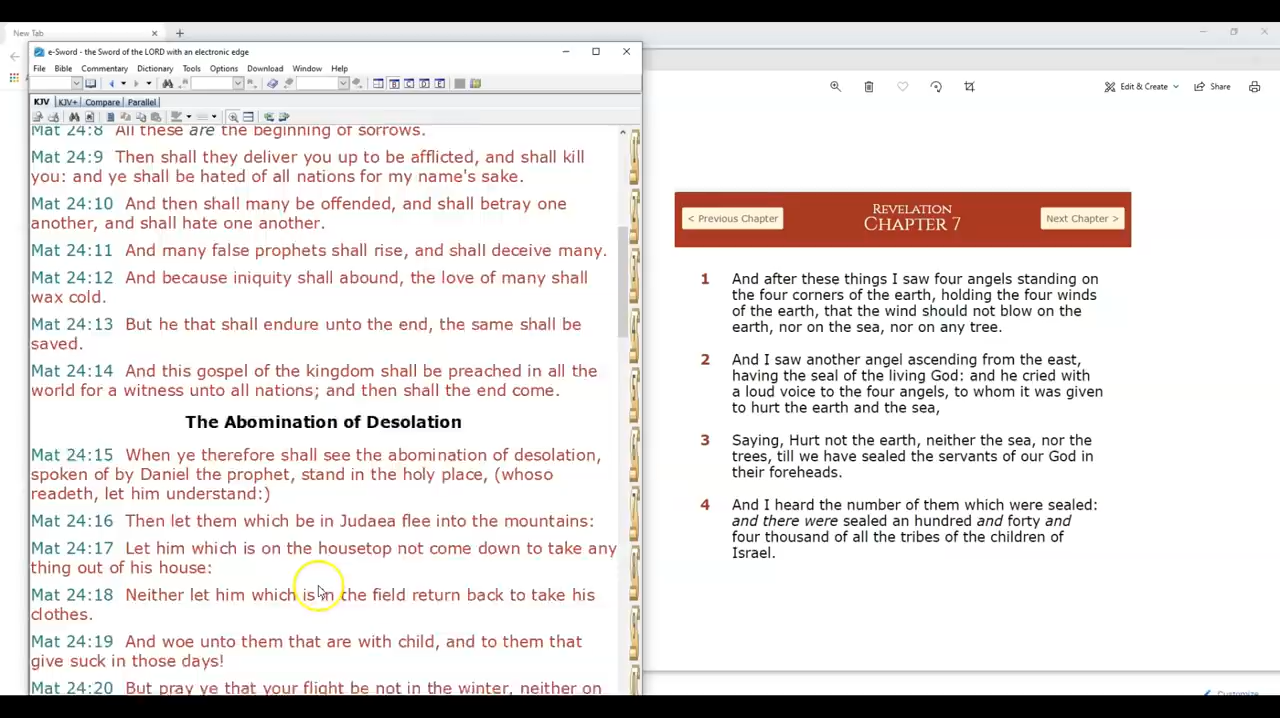 New Tab
e-Sword - the Sword of the LORD with an electronic edge
File Bible Commentary Dictionary Tools Options Download Window Help
KJV KJV+ Compare Parallel
Mat 24:8 All these are the beginning of sorrows.
Mat 24:9 Then shall they deliver you up to be afflicted, and shall kill
you: and ye shall be hated of all nations for my name's sake.
Mat 24:10 And then shall many be offended, and shall betray one
another, and shall hate one another.
Mat 24:11 And many false prophets shall rise, and shall deceive many.
Mat 24:12 And because iniquity shall abound, the love of many shall
wax cold.
Mat 24:13 But he that shall endure unto the end, the same shall be
saved.
Mat 24:14 And this gospel of the kingdom shall be preached in all the
world for a witness unto all nations; and then shall the end come.
The Abomination of Desolation
Mat 24:15 When ye therefore shall see the abomination of desolation,
spoken of by Daniel the prophet, stand in the holy place, (whoso
readeth, let him understand:)
Mat 24:16 Then let them which be in Judaea flee into the mountains:
Mat 24:17 Let him which is on the housetop not come down to take any
thing out of his house:
Mat 24:18 Neither let him which is in the field return back to take his
clothes.
Mat 24:19 And woe unto them that are with child, and to them that
give suck in those days!
Mat 24:20 But pray ye that your flight be not in the winter, neither on
Edit & Create Share
< Previous Chapter
REVELATION
CHAPTER 7
Next Chapter >
1 And after these things I saw four angels standing on
the four corners of the earth, holding the four winds
of the earth, that the wind should not blow on the
earth, nor on the sea, nor on any tree.
2 And I saw another angel ascending from the east,
having the seal of the living God: and he cried with
a loud voice to the four angels, to whom it was given
to hurt the earth and the sea,
3 Saying, Hurt not the earth, neither the sea, nor the
trees, till we have sealed the servants of our God in
their foreheads.
4 And I heard the number of them which were sealed:
and there were sealed an hundred and forty and
four thousand of all the tribes of the children of
Israel.
Customize